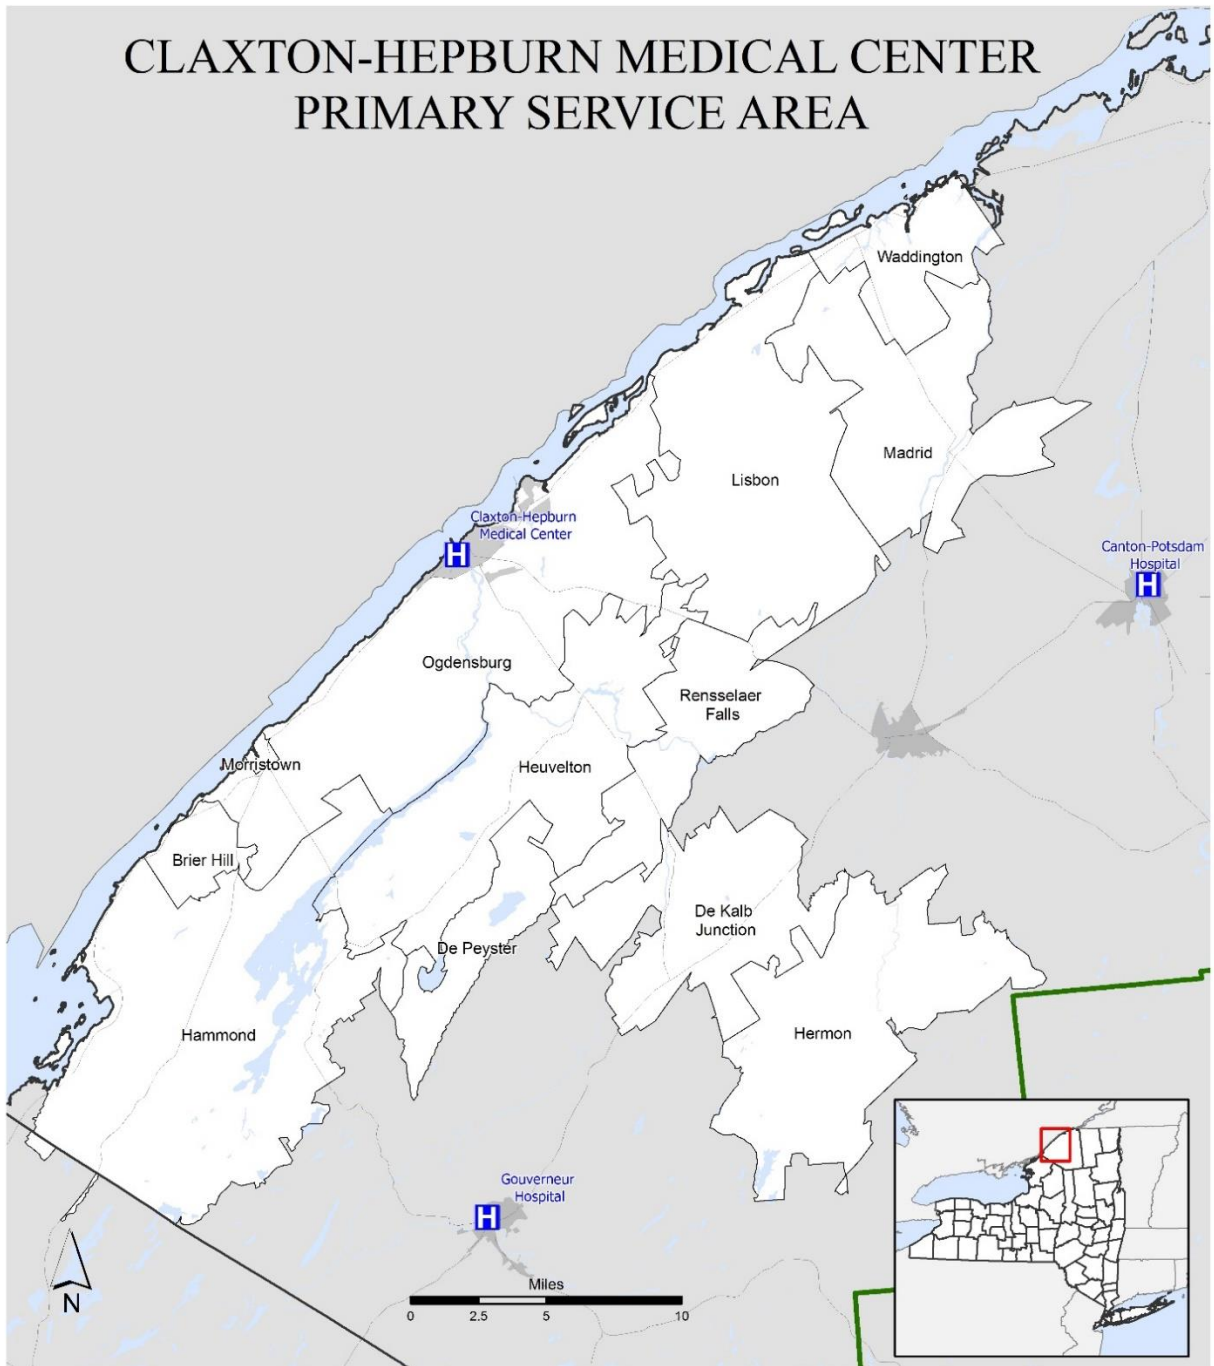 CLAXTON-HEPBURN MEDICAL CENTER
PRIMARY SERVICE AREA
Waddington
Madrid
Lisbon
Claxton-Hepburn
Medical Center
H
Canton-Potsdam
Hospital
H
Ogdensburg
Rensselaer
Falls
Morristown
Heuvelton
Brier Hill
De Kalb
Junction
De Peyster
Hammond
Hermon
Gouverneur
Hospital
H
N
Miles
0 2.5 5 10